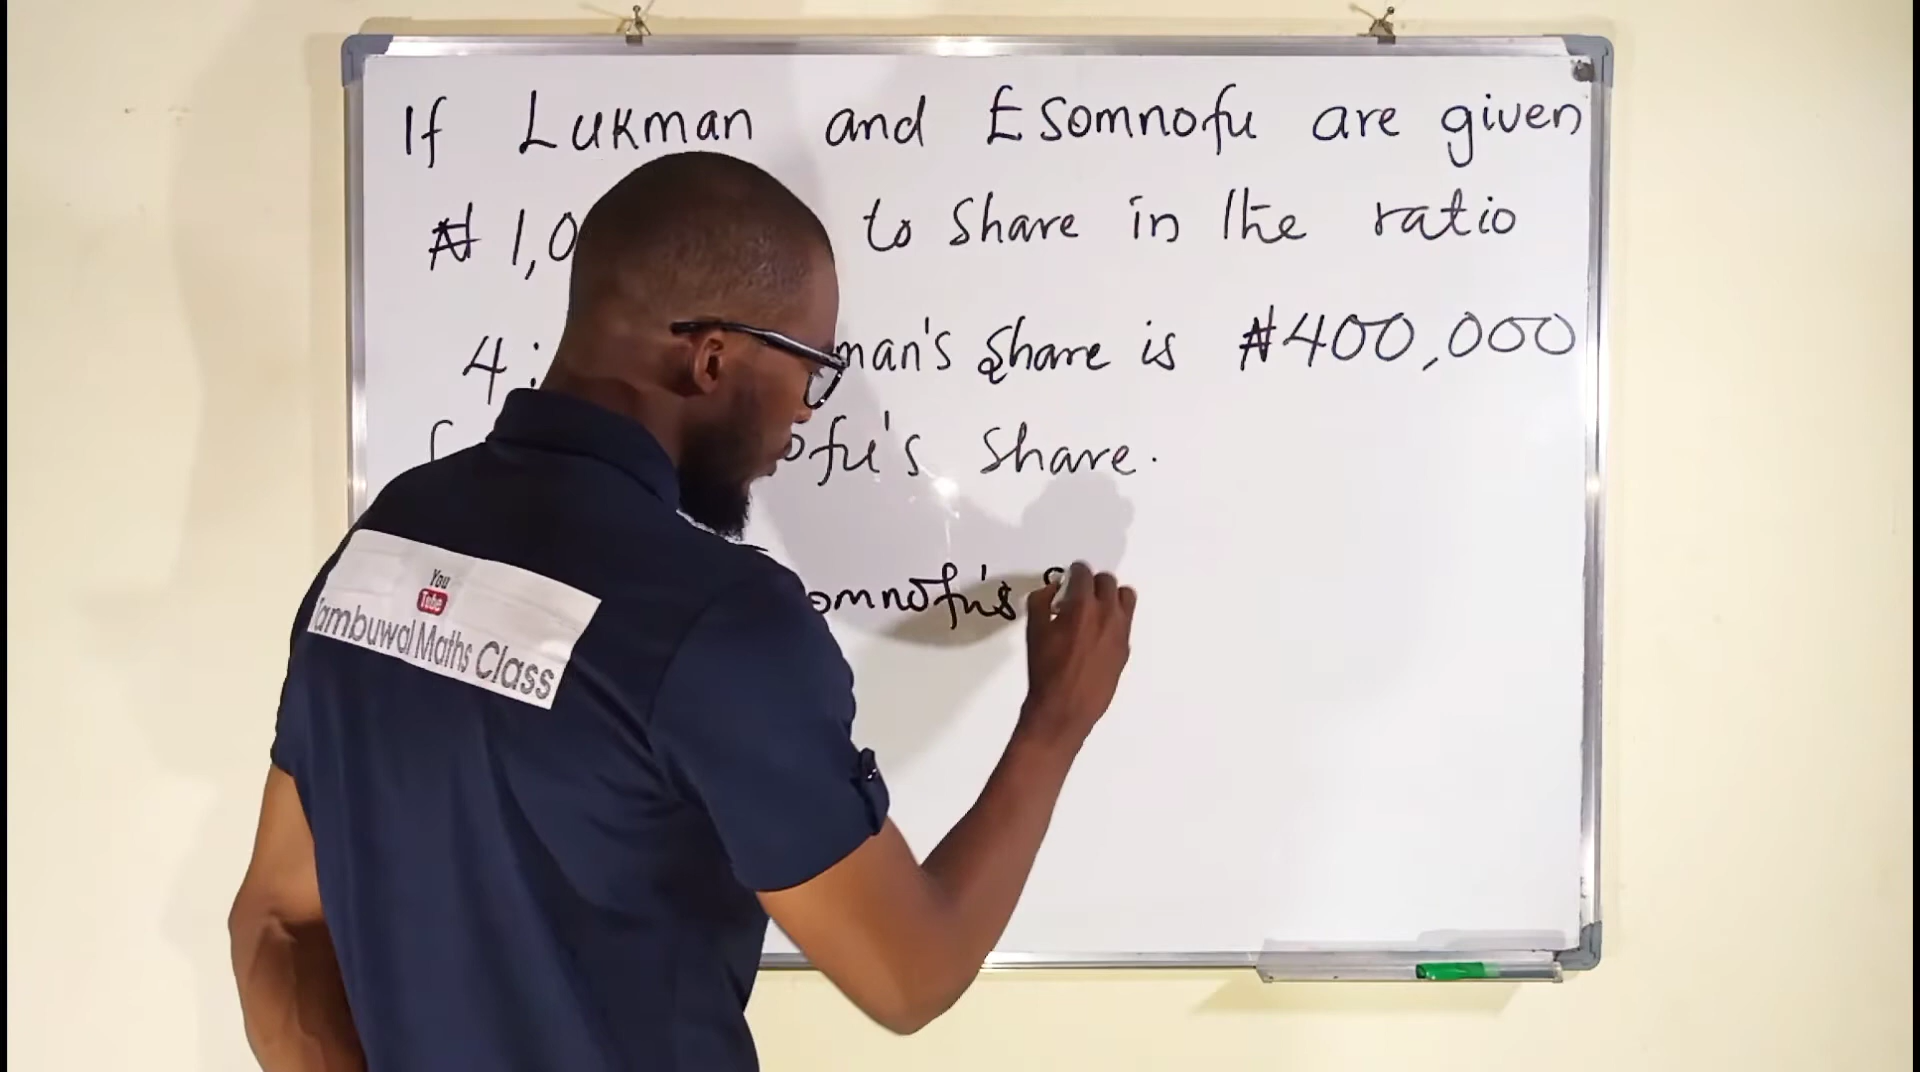 If Lukman and Esomnofu are given
₦ 1,0 to share in the ratio
4 : man's share is ₦400,000
ofu's share.
omnofu's
You
Tube
Tambuwal Maths Class